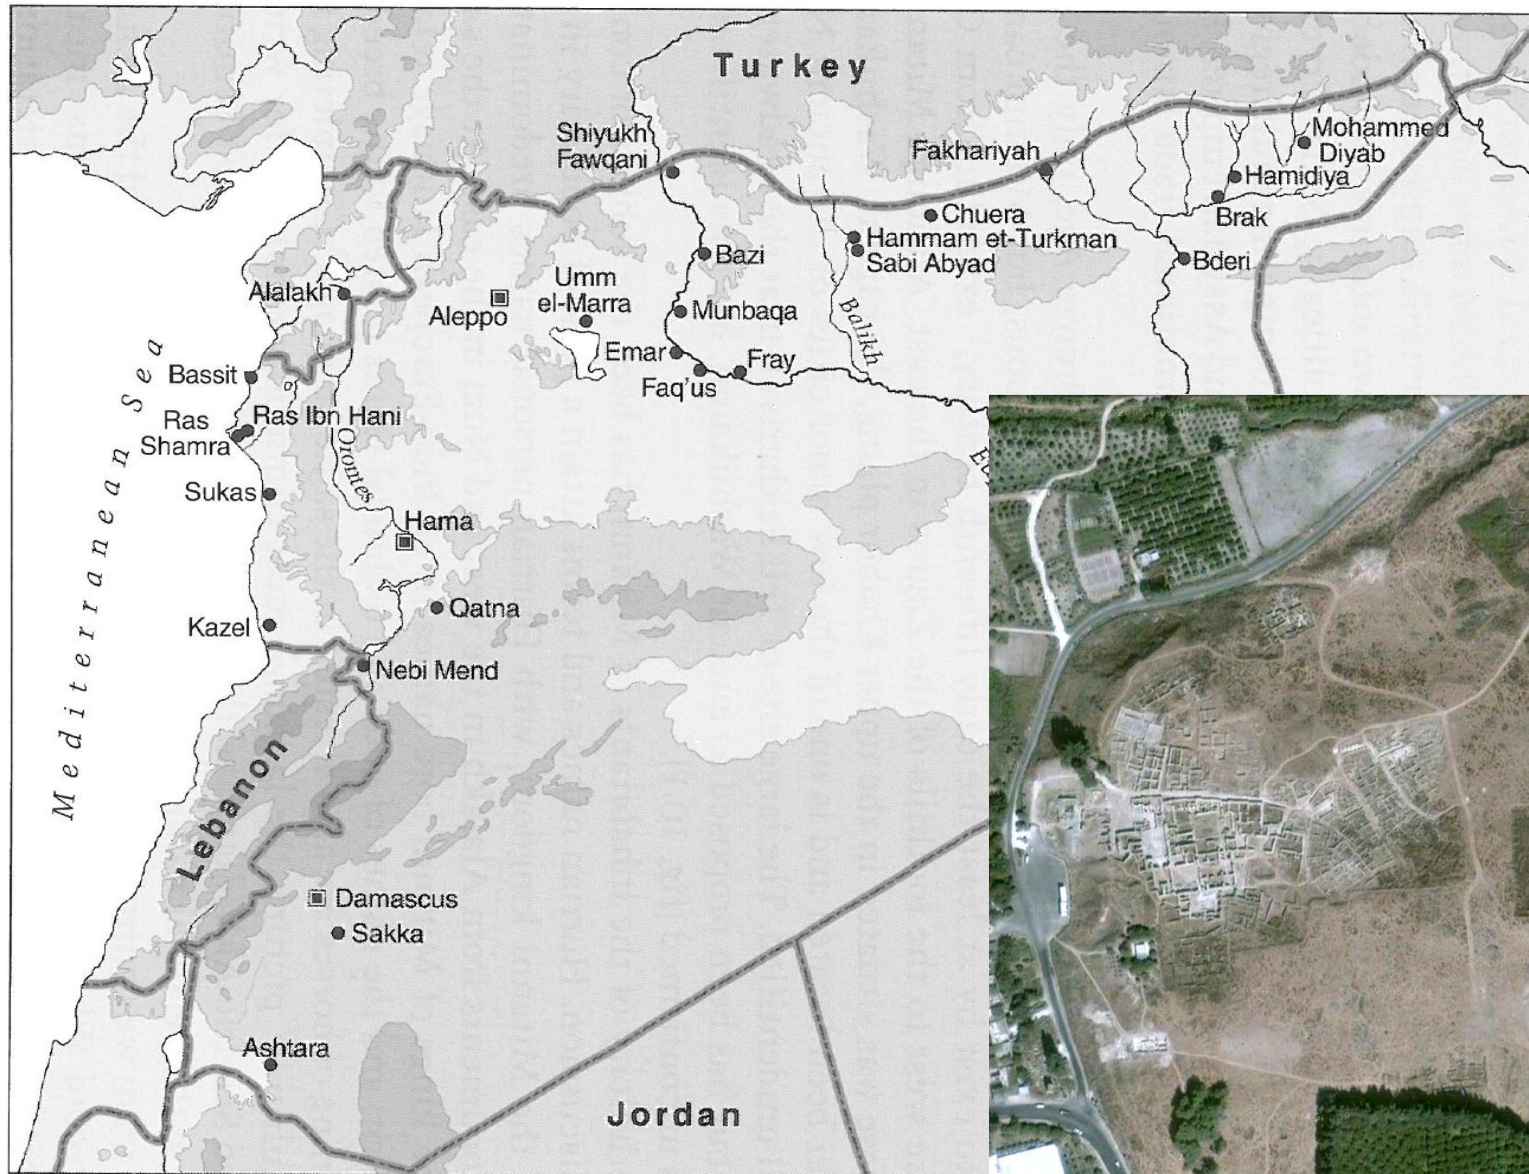 Turkey
Shiyukh
Fawqani
Fakhariyah
Mohammed
Diyab
Hamidiya
Brak
Chuera
Hammam et-Turkman
Sabi Abyad
Bderi
Bazi
Umm
el-Marra
Alalakh
Aleppo
Munbaqa
Balikh
Emar
Fray
Faq'us
Bassit
Ras Ibn Hani
Ras
Shamra
Orontes
Sukas
Hama
Mediterranean Sea
Qatna
Kazel
Nebi Mend
Lebanon
Damascus
Sakka
Ashtara
Jordan